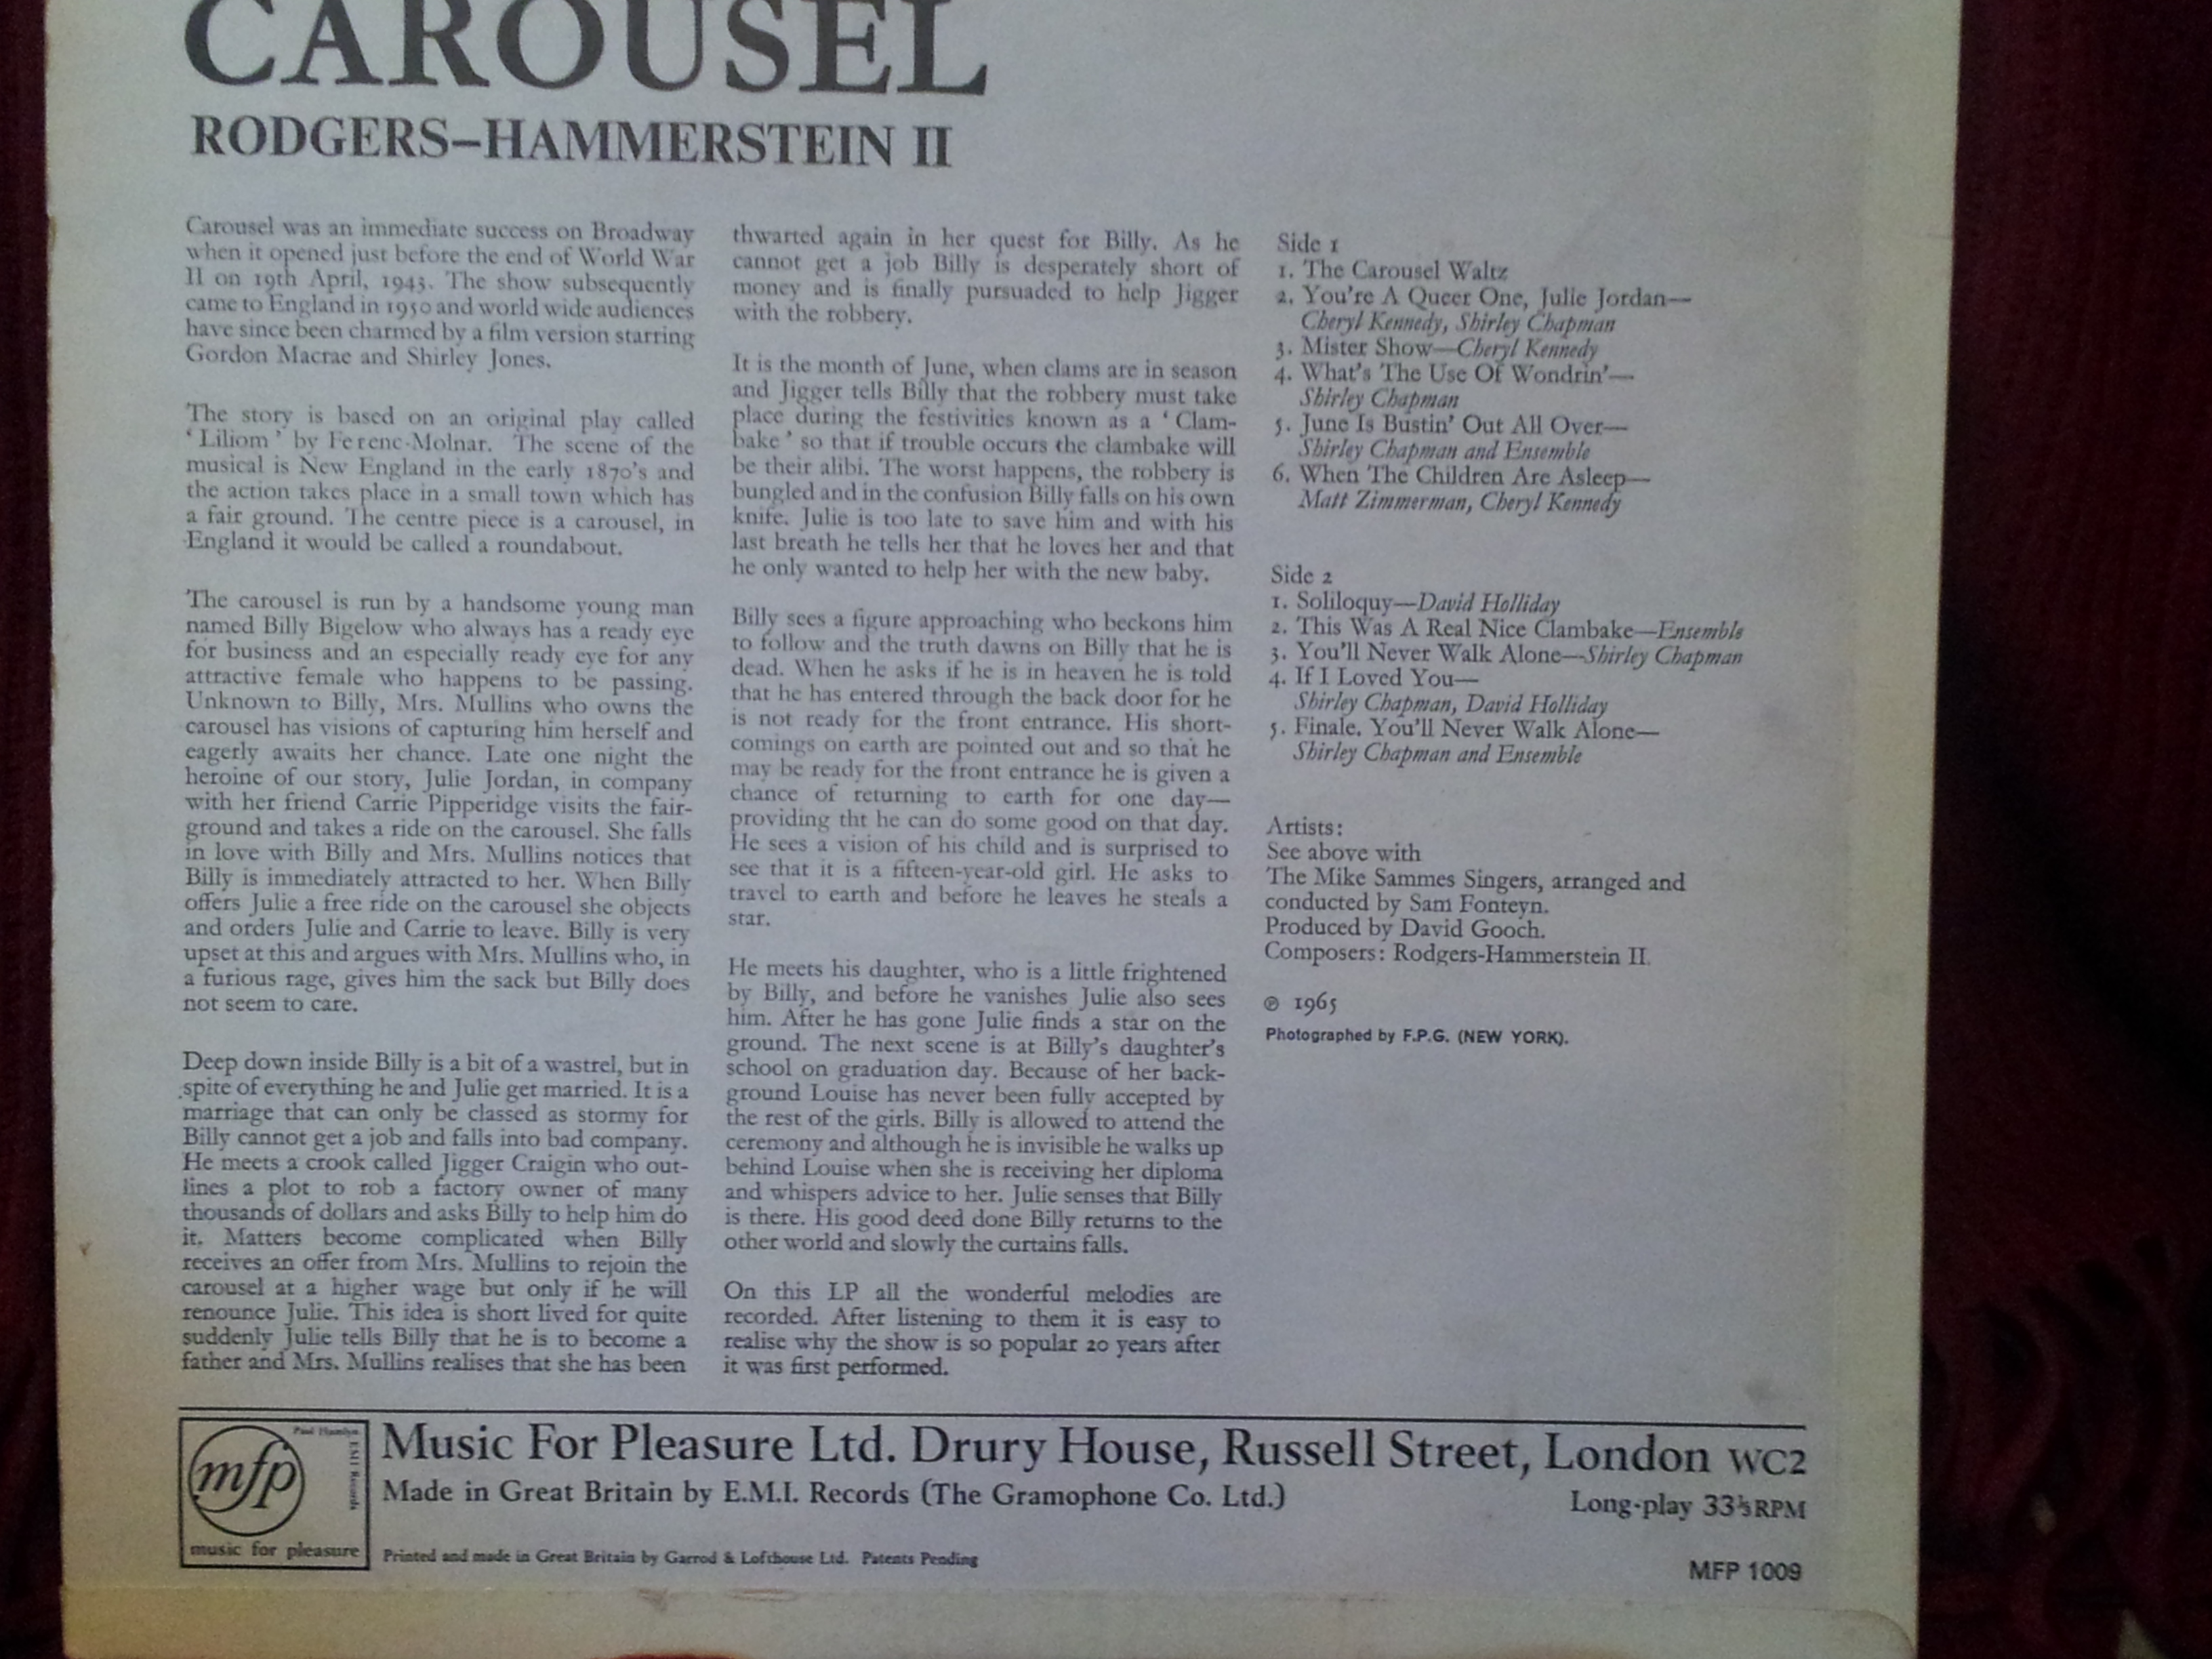 CAROUSEL
RODGERS–HAMMERSTEIN II
Carousel was an immediate success on Broadway
when it opened just before the end of World War
II on 19th April, 1943. The show subsequently
came to England in 1950 and world wide audiences
have since been charmed by a film version starring
Gordon Macrae and Shirley Jones.
The story is based on an original play called
‘ Liliom ’ by Ferenc-Molnar. The scene of the
musical is New England in the early 1870’s and
the action takes place in a small town which has
a fair ground. The centre piece is a carousel, in
England it would be called a roundabout.
The carousel is run by a handsome young man
named Billy Bigelow who always has a ready eye
for business and an especially ready eye for any
attractive female who happens to be passing.
Unknown to Billy, Mrs. Mullins who owns the
carousel has visions of capturing him herself and
eagerly awaits her chance. Late one night the
heroine of our story, Julie Jordan, in company
with her friend Carrie Pipperidge visits the fair-
ground and takes a ride on the carousel. She falls
in love with Billy and Mrs. Mullins notices that
Billy is immediately attracted to her. When Billy
offers Julie a free ride on the carousel she objects
and orders Julie and Carrie to leave. Billy is very
upset at this and argues with Mrs. Mullins who, in
a furious rage, gives him the sack but Billy does
not seem to care.
Deep down inside Billy is a bit of a wastrel, but in
spite of everything he and Julie get married. It is a
marriage that can only be classed as stormy for
Billy cannot get a job and falls into bad company.
He meets a crook called Jigger Craigin who out-
lines a plot to rob a factory owner of many
thousands of dollars and asks Billy to help him do
it. Matters become complicated when Billy
receives an offer from Mrs. Mullins to rejoin the
carousel at a higher wage but only if he will
renounce Julie. This idea is short lived for quite
suddenly Julie tells Billy that he is to become a
father and Mrs. Mullins realises that she has been
thwarted again in her quest for Billy. As he
cannot get a job Billy is desperately short of
money and is finally pursuaded to help Jigger
with the robbery.
It is the month of June, when clams are in season
and Jigger tells Billy that the robbery must take
place during the festivities known as a ‘ Clam-
bake ’ so that if trouble occurs the clambake will
be their alibi. The worst happens, the robbery is
bungled and in the confusion Billy falls on his own
knife. Julie is too late to save him and with his
last breath he tells her that he loves her and that
he only wanted to help her with the new baby.
Billy sees a figure approaching who beckons him
to follow and the truth dawns on Billy that he is
dead. When he asks if he is in heaven he is told
that he has entered through the back door for he
is not ready for the front entrance. His short-
comings on earth are pointed out and so that he
may be ready for the front entrance he is given a
chance of returning to earth for one day—
providing tht he can do some good on that day.
He sees a vision of his child and is surprised to
see that it is a fifteen-year-old girl. He asks to
travel to earth and before he leaves he steals a
star.
He meets his daughter, who is a little frightened
by Billy, and before he vanishes Julie also sees
him. After he has gone Julie finds a star on the
ground. The next scene is at Billy’s daughter’s
school on graduation day. Because of her back-
ground Louise has never been fully accepted by
the rest of the girls. Billy is allowed to attend the
ceremony and although he is invisible he walks up
behind Louise when she is receiving her diploma
and whispers advice to her. Julie senses that Billy
is there. His good deed done Billy returns to the
other world and slowly the curtains falls.
On this LP all the wonderful melodies are
recorded. After listening to them it is easy to
realise why the show is so popular 20 years after
it was first performed.
Side 1
1. The Carousel Waltz
2. You’re A Queer One, Julie Jordan—
Cheryl Kennedy, Shirley Chapman
3. Mister Show—Cheryl Kennedy
4. What’s The Use Of Wondrin’—
Shirley Chapman
5. June Is Bustin’ Out All Over—
Shirley Chapman and Ensemble
6. When The Children Are Asleep—
Matt Zimmerman, Cheryl Kennedy
Side 2
1. Soliloquy—David Holliday
2. This Was A Real Nice Clambake—Ensemble
3. You’ll Never Walk Alone—Shirley Chapman
4. If I Loved You—
Shirley Chapman, David Holliday
5. Finale. You’ll Never Walk Alone—
Shirley Chapman and Ensemble
Artists:
See above with
The Mike Sammes Singers, arranged and
conducted by Sam Fonteyn.
Produced by David Gooch.
Composers: Rodgers-Hammerstein II.
℗ 1965
Photographed by F.P.G. (NEW YORK).
Paul Hamlyn
E.M.I Records
mfp
music for pleasure
Music For Pleasure Ltd. Drury House, Russell Street, London WC2
Made in Great Britain by E.M.I. Records (The Gramophone Co. Ltd.)
Long-play 33⅓RPM
Printed and made in Great Britain by Garrod & Lofthouse Ltd. Patents Pending
MFP 1009